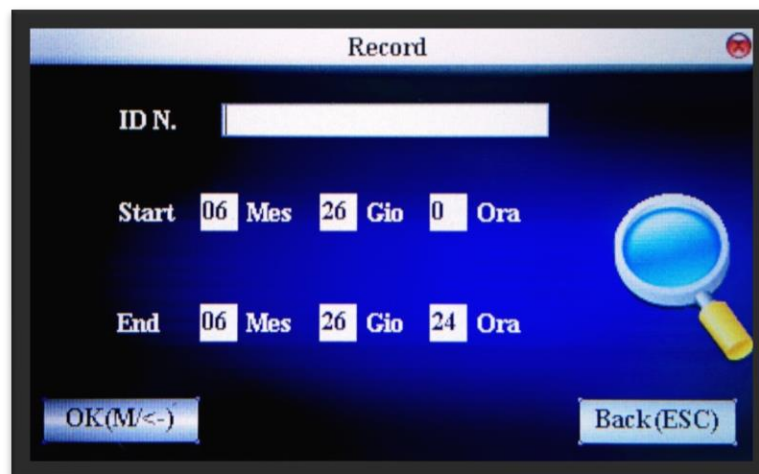 Record
ID N.
Start 06 Mes 26 Gio 0 Ora
End 06 Mes 26 Gio 24 Ora
OK(M/<-) Back(ESC)